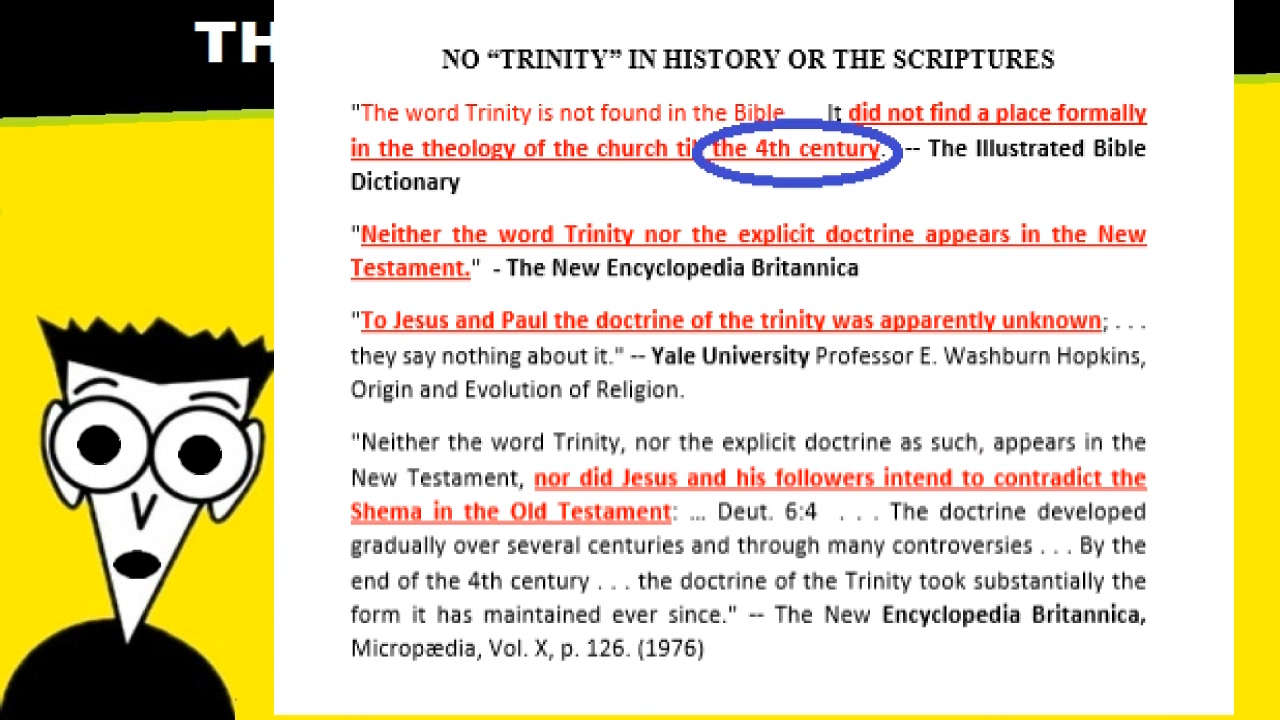 TH
NO “TRINITY” IN HISTORY OR THE SCRIPTURES
"The word Trinity is not found in the Bible . . . It did not find a place formally
in the theology of the church til the 4th century. -- The Illustrated Bible
Dictionary
"Neither the word Trinity nor the explicit doctrine appears in the New
Testament." - The New Encyclopedia Britannica
"To Jesus and Paul the doctrine of the trinity was apparently unknown; . . .
they say nothing about it." -- Yale University Professor E. Washburn Hopkins,
Origin and Evolution of Religion.
"Neither the word Trinity, nor the explicit doctrine as such, appears in the
New Testament, nor did Jesus and his followers intend to contradict the
Shema in the Old Testament: ... Deut. 6:4 . . . The doctrine developed
gradually over several centuries and through many controversies . . . By the
end of the 4th century . . . the doctrine of the Trinity took substantially the
form it has maintained ever since." -- The New Encyclopedia Britannica,
Micropædia, Vol. X, p. 126. (1976)